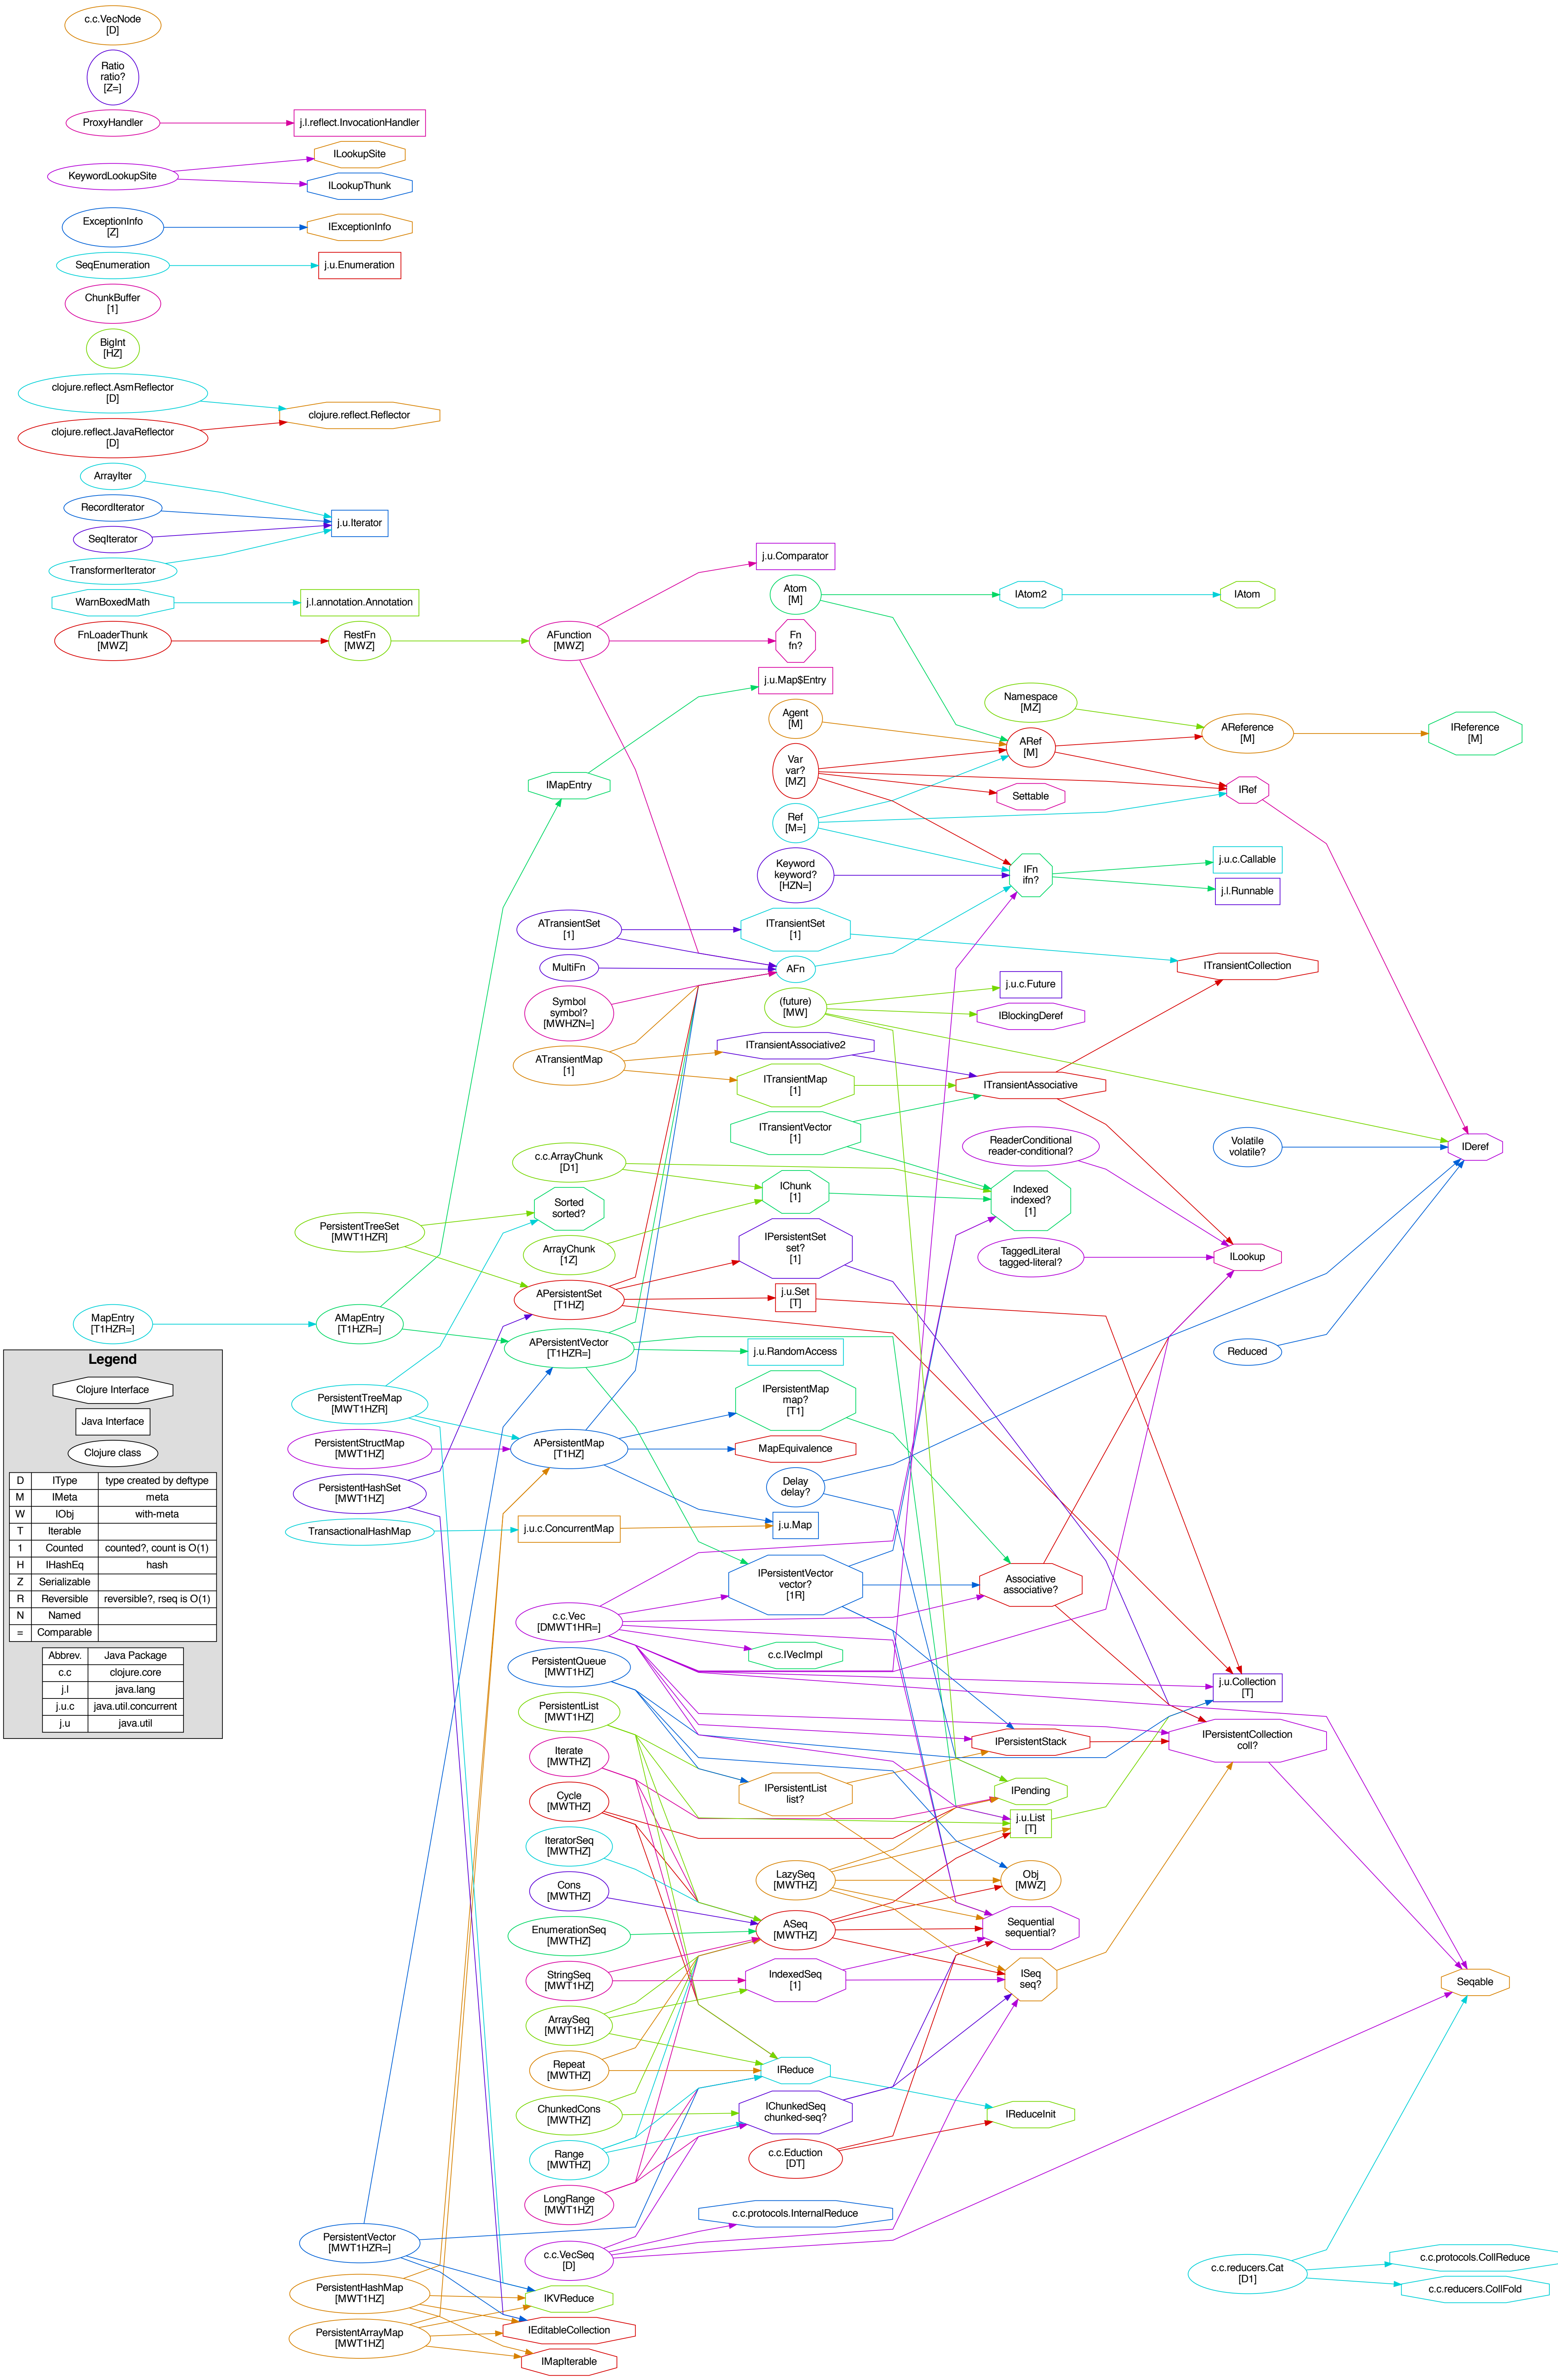 c.c.VecNode
[D]
Ratio
ratio?
[Z=]
ProxyHandler
j.l.reflect.InvocationHandler
KeywordLookupSite
ILookupSite
ILookupThunk
ExceptionInfo
[Z]
IExceptionInfo
SeqEnumeration
j.u.Enumeration
ChunkBuffer
[1]
BigInt
[HZ]
clojure.reflect.AsmReflector
[D]
clojure.reflect.JavaReflector
[D]
clojure.reflect.Reflector
ArrayIter
RecordIterator
SeqIterator
TransformerIterator
j.u.Iterator
WarnBoxedMath
j.l.annotation.Annotation
FnLoaderThunk
[MWZ]
RestFn
[MWZ]
AFunction
[MWZ]
j.u.Comparator
Atom
[M]
IAtom2
IAtom
Fn
fn?
j.u.Map$Entry
IMapEntry
Agent
[M]
Var
var?
[MZ]
Ref
[M=]
Keyword
keyword?
[HZN=]
Namespace
[MZ]
ARef
[M]
Settable
AReference
[M]
IReference
[M]
IRef
IFn
ifn?
j.u.c.Callable
j.l.Runnable
ATransientSet
[1]
MultiFn
Symbol
symbol?
[MWHZN=]
ATransientMap
[1]
ITransientSet
[1]
AFn
(future)
[MW]
j.u.c.Future
IBlockingDeref
ITransientCollection
ITransientAssociative2
ITransientMap
[1]
ITransientVector
[1]
ITransientAssociative
ReaderConditional
reader-conditional?
Volatile
volatile?
IDeref
c.c.ArrayChunk
[D1]
IChunk
[1]
Indexed
indexed?
[1]
Sorted
sorted?
ArrayChunk
[1Z]
IPersistentSet
set?
[1]
TaggedLiteral
tagged-literal?
ILookup
Reduced
PersistentTreeSet
[MWT1HZR]
APersistentSet
[T1HZ]
j.u.Set
[T]
MapEntry
[T1HZR=]
AMapEntry
[T1HZR=]
APersistentVector
[T1HZR=]
j.u.RandomAccess
Legend
Clojure Interface
Java Interface
Clojure class
D IType type created by deftype
M IMeta meta
W IObj with-meta
T Iterable
1 Counted counted?, count is O(1)
H IHashEq hash
Z Serializable
R Reversible reversible?, rseq is O(1)
N Named
= Comparable
Abbrev. Java Package
c.c clojure.core
j.l java.lang
j.u.c java.util.concurrent
j.u java.util
PersistentTreeMap
[MWT1HZR]
PersistentStructMap
[MWT1HZ]
PersistentHashSet
[MWT1HZ]
TransactionalHashMap
APersistentMap
[T1HZ]
j.u.c.ConcurrentMap
IPersistentMap
map?
[T1]
MapEquivalence
Delay
delay?
j.u.Map
IPersistentVector
vector?
[1R]
Associative
associative?
c.c.Vec
[DMWT1HR=]
c.c.IVecImpl
PersistentQueue
[MWT1HZ]
j.u.Collection
[T]
PersistentList
[MWT1HZ]
IPersistentStack
IPersistentCollection
coll?
Iterate
[MWTHZ]
Cycle
[MWTHZ]
IPersistentList
list?
IPending
j.u.List
[T]
IteratorSeq
[MWTHZ]
Cons
[MWTHZ]
LazySeq
[MWTHZ]
Obj
[MWZ]
EnumerationSeq
[MWTHZ]
ASeq
[MWTHZ]
Sequential
sequential?
StringSeq
[MWT1HZ]
IndexedSeq
[1]
ISeq
seq?
Seqable
ArraySeq
[MWT1HZ]
Repeat
[MWTHZ]
IReduce
ChunkedCons
[MWTHZ]
IChunkedSeq
chunked-seq?
IReduceInit
Range
[MWTHZ]
c.c.Eduction
[DT]
LongRange
[MWT1HZ]
c.c.protocols.InternalReduce
PersistentVector
[MWT1HZR=]
c.c.VecSeq
[D]
c.c.reducers.Cat
[D1]
c.c.protocols.CollReduce
c.c.reducers.CollFold
PersistentHashMap
[MWT1HZ]
IKVReduce
PersistentArrayMap
[MWT1HZ]
IEditableCollection
IMapIterable